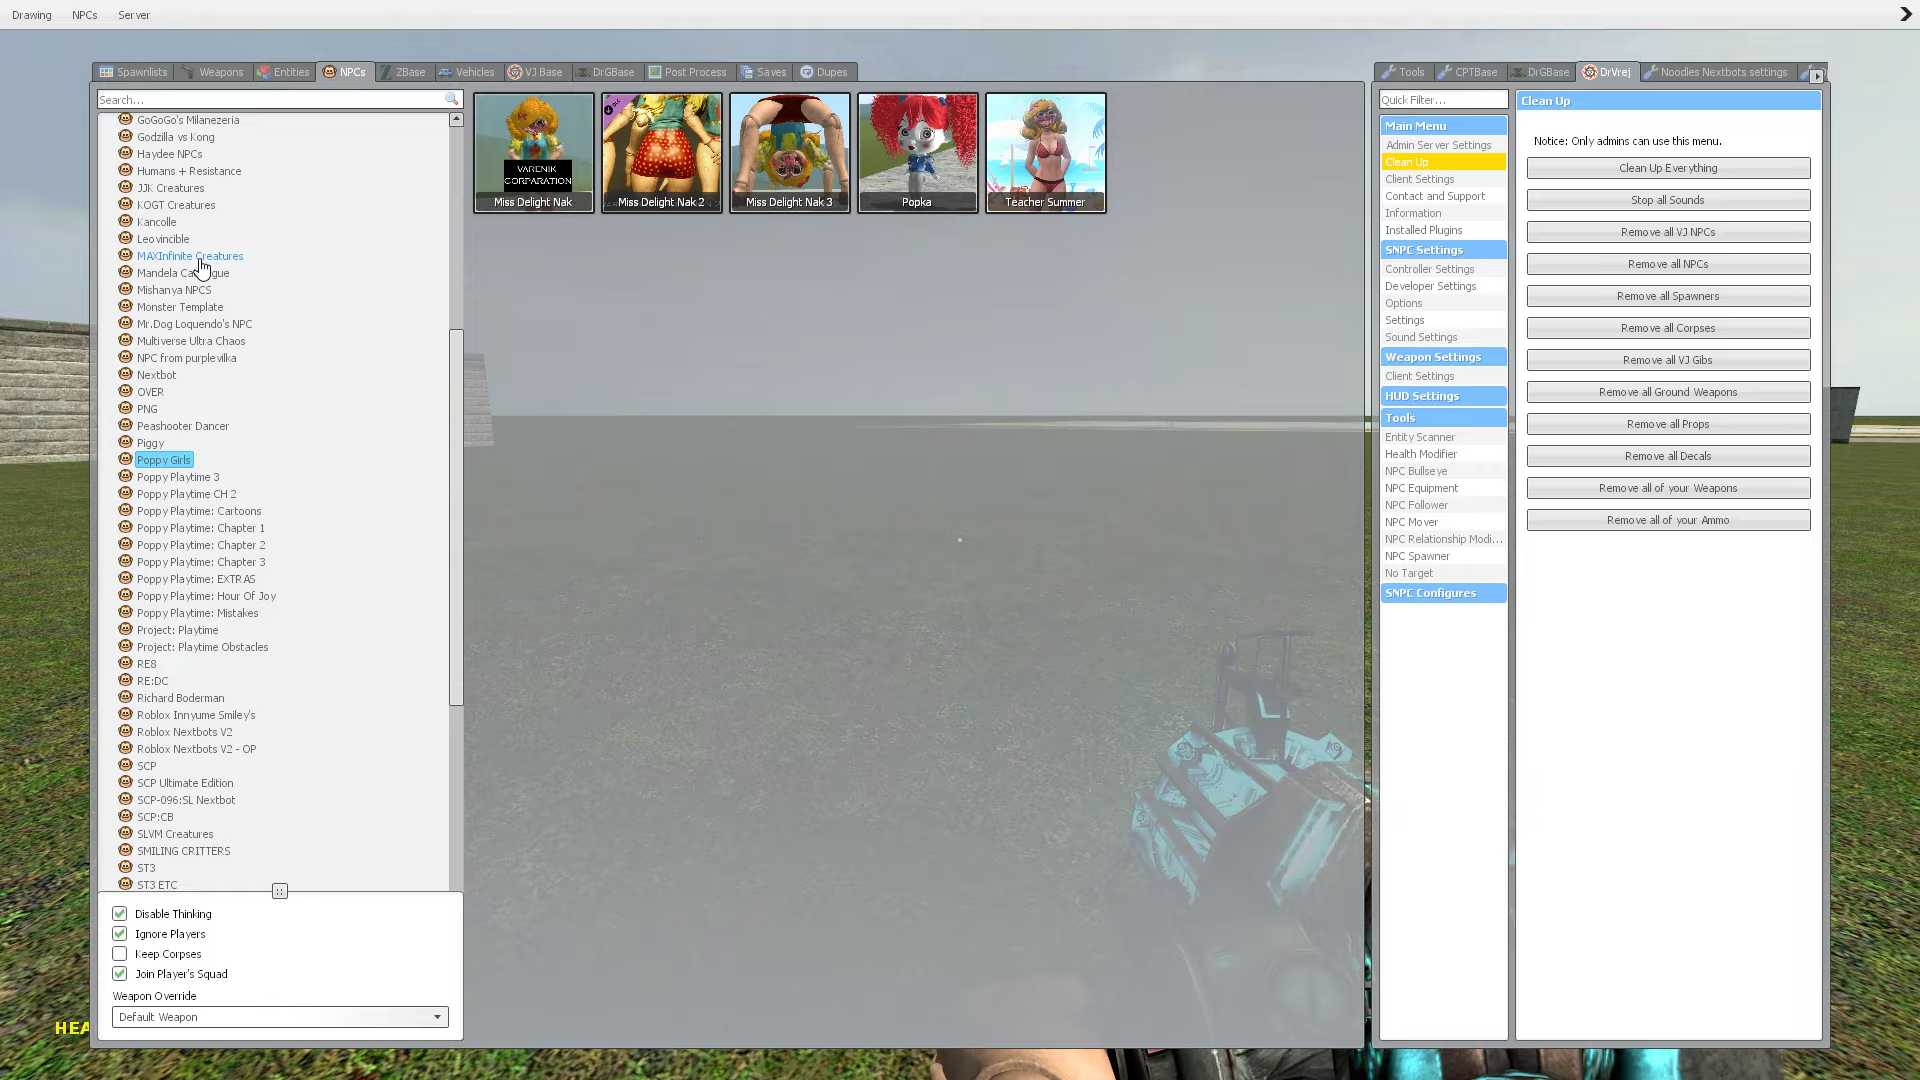 Drawing NPCs Server
Spawnlists Weapons Entities NPCs ZBase Vehicles VJ Base DrGBase Post Process Saves Dupes
Search...
GoGoGo's Milanezeria
Godzilla vs Kong
Haydee NPCs
Humans + Resistance
JJK Creatures
KOGT Creatures
Kancolle
Leovincible
MAXInfinite Creatures
Mandela
Mishanya NPCS
Monster Template
Mr.Dog Loquendo's NPC
Multiverse Ultra Chaos
NPC from purplevilka
Nextbot
OVER
PNG
Peashooter Dancer
Piggy
Poppy Girls
Poppy Playtime 3
Poppy Playtime CH 2
Poppy Playtime: Cartoons
Poppy Playtime: Chapter 1
Poppy Playtime: Chapter 2
Poppy Playtime: Chapter 3
Poppy Playtime: EXTRAS
Poppy Playtime: Hour Of Joy
Poppy Playtime: Mistakes
Project: Playtime
Project: Playtime Obstacles
RE8
RE:DC
Richard Boderman
Roblox Innyume Smiley's
Roblox Nextbots V2
Roblox Nextbots V2 - OP
SCP
SCP Ultimate Edition
SCP-096:SL Nextbot
SCP:CB
SLVM Creatures
SMILING CRITTERS
ST3
ST3 ETC
Disable Thinking
Ignore Players
Keep Corpses
Join Player's Squad
Weapon Override
Default Weapon
HEA
VARENIK
CORPARATION
Miss Delight Nak
Miss Delight Nak 2
Miss Delight Nak 3
Popka
Teacher Summer
Tools CPTBase DrGBase DrVrej Noodles Nextbots settings
Quick Filter...
Main Menu
Admin Server Settings
Clean Up
Client Settings
Contact and Support
Information
Installed Plugins
SNPC Settings
Controller Settings
Developer Settings
Options
Settings
Sound Settings
Weapon Settings
Client Settings
HUD Settings
Tools
Entity Scanner
Health Modifier
NPC Bullseye
NPC Equipment
NPC Follower
NPC Mover
NPC Relationship Modi...
NPC Spawner
No Target
SNPC Configures
Clean Up
Notice: Only admins can use this menu.
Clean Up Everything
Stop all Sounds
Remove all VJ NPCs
Remove all NPCs
Remove all Spawners
Remove all Corpses
Remove all VJ Gibs
Remove all Ground Weapons
Remove all Props
Remove all Decals
Remove all of your Weapons
Remove all of your Ammo